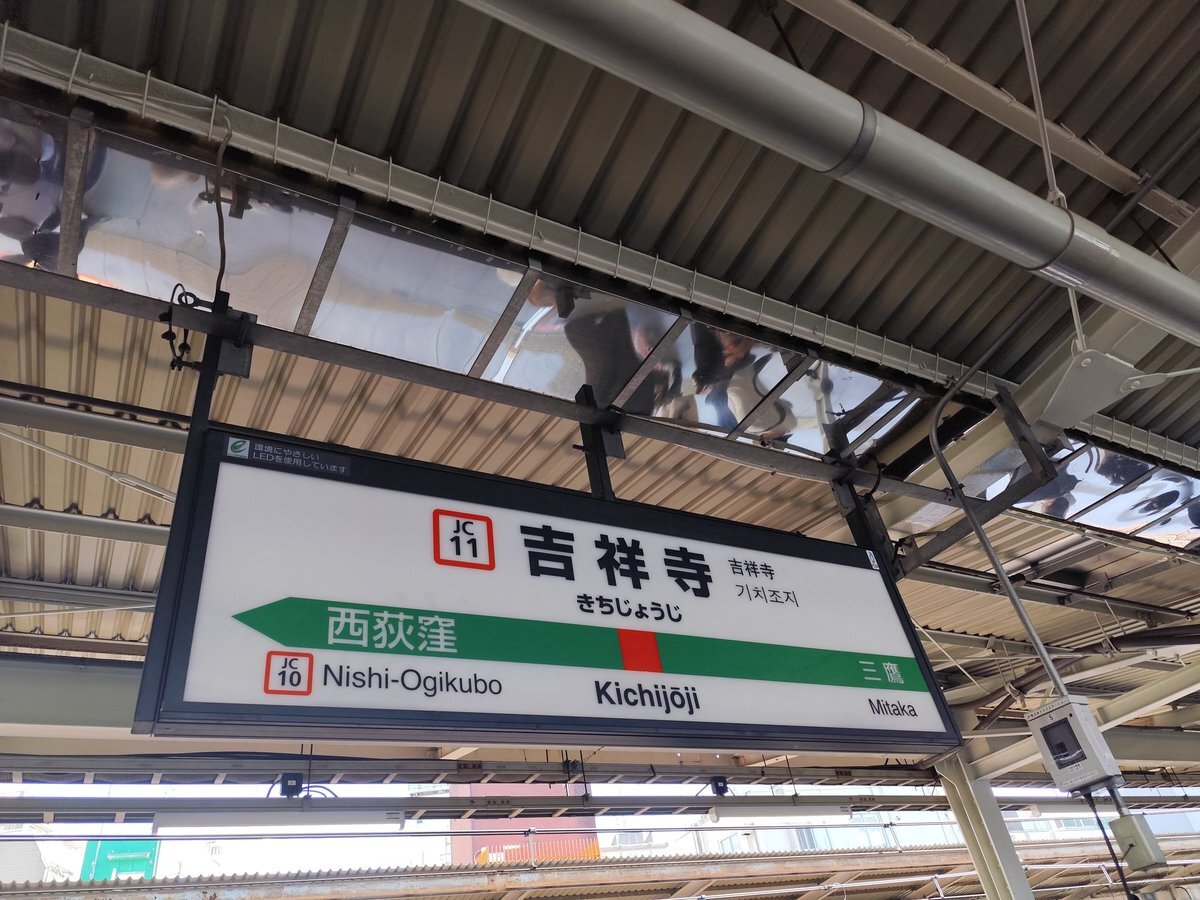 環境にやさしい
LEDを使用しています
JC
11
吉祥寺
吉祥寺
きちじょうじ
기치조지
西荻窪
三鷹
JC
10
Nishi-Ogikubo
Kichijōji
Mitaka